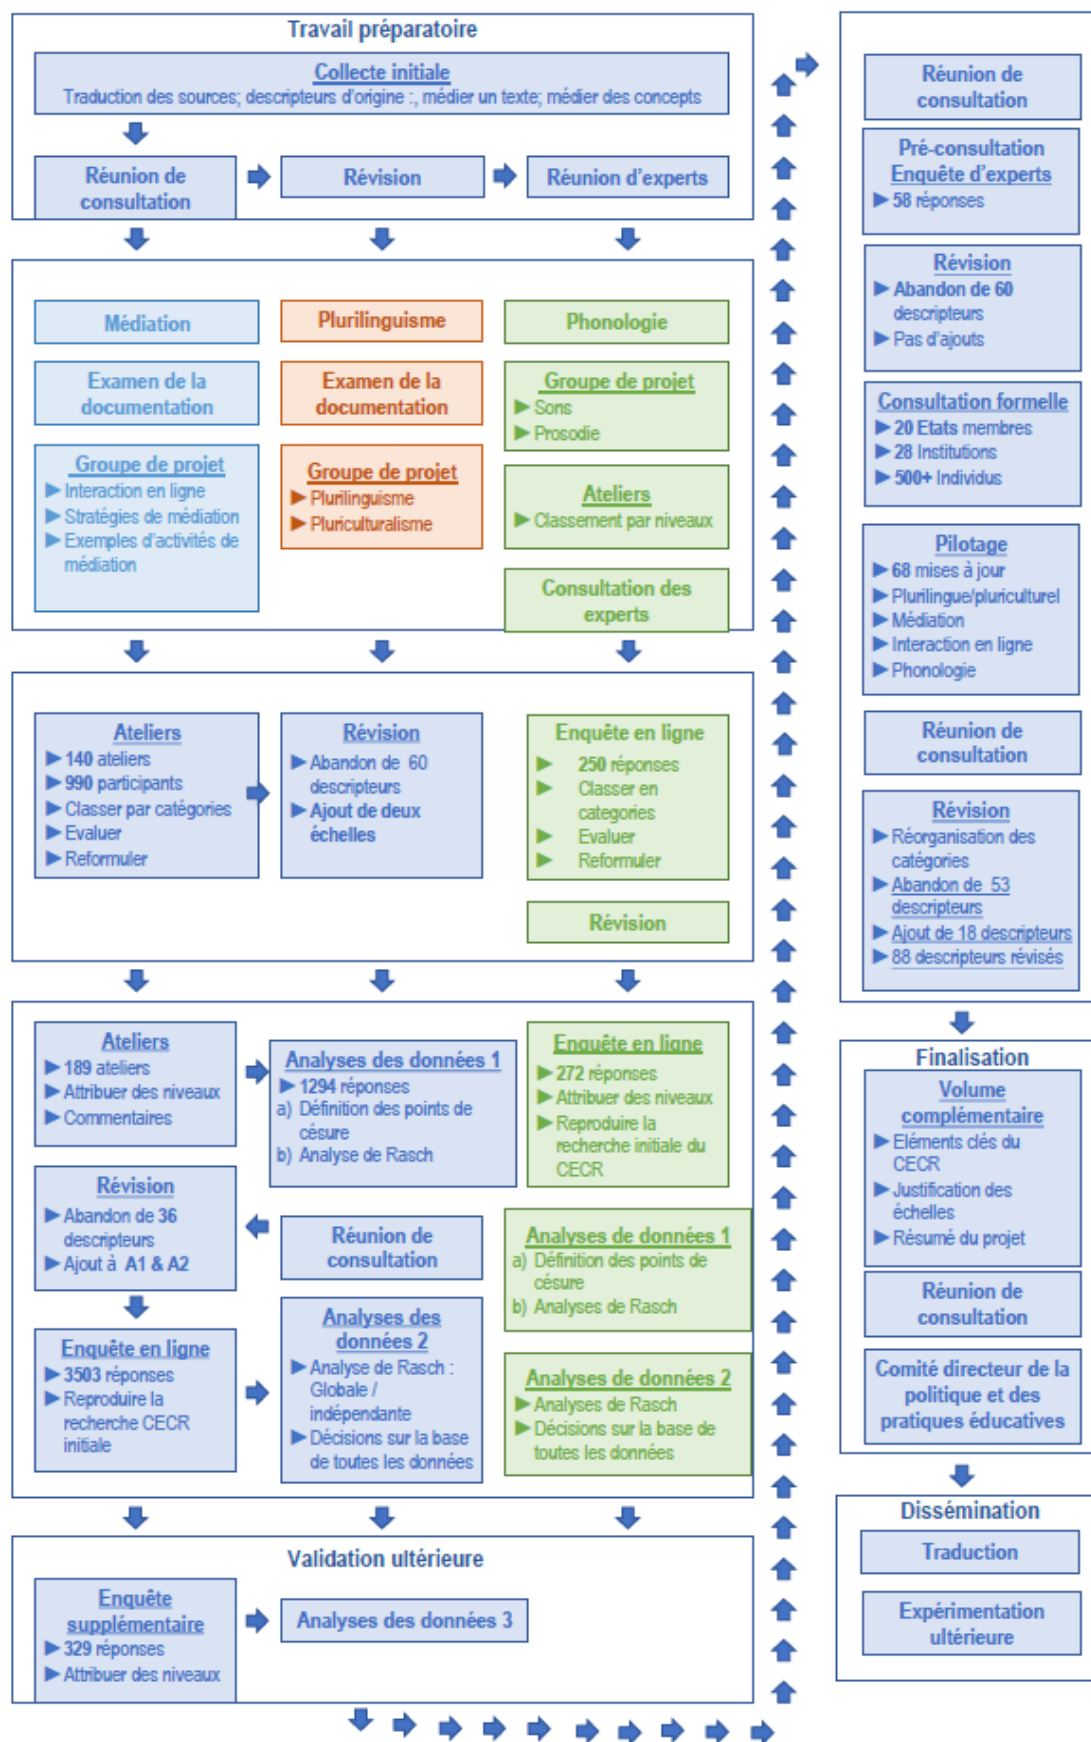 Travail préparatoire
Collecte initiale
Traduction des sources; descripteurs d'origine :, médier un texte; médier des concepts
Réunion de
consultation
Révision
Réunion d'experts
Médiation
Examen de la
documentation
Groupe de projet
► Interaction en ligne
► Stratégies de médiation
► Exemples d'activités de
médiation
Plurilinguisme
Examen de la
documentation
Groupe de projet
► Plurilinguisme
► Pluriculturalisme
Phonologie
Groupe de projet
► Sons
► Prosodie
Ateliers
► Classement par niveaux
Consultation des
experts
Ateliers
► 140 ateliers
► 990 participants
► Classer par catégories
► Evaluer
► Reformuler
Révision
► Abandon de 60
descripteurs
► Ajout de deux
échelles
Enquête en ligne
► 250 réponses
► Classer en
categories
► Evaluer
► Reformuler
Révision
Ateliers
► 189 ateliers
► Attribuer des niveaux
► Commentaires
Analyses des données 1
► 1294 réponses
a) Définition des points de
césure
b) Analyse de Rasch
Enquête en ligne
► 272 réponses
► Attribuer des niveaux
► Reproduire la
recherche initiale du
CECR
Révision
► Abandon de 36
descripteurs
► Ajout à A1 & A2
Réunion de
consultation
Analyses de données 1
a) Définition des points de
césure
b) Analyses de Rasch
Enquête en ligne
► 3503 réponses
► Reproduire la
recherche CECR
initiale
Analyses des
données 2
► Analyse de Rasch :
Globale /
indépendante
► Décisions sur la base
de toutes les données
Analyses de données 2
► Analyses de Rasch
► Décisions sur la base de
toutes les données
Validation ultérieure
Enquête
supplémentaire
► 329 réponses
► Attribuer des niveaux
Analyses des données 3
Réunion de
consultation
Pré-consultation
Enquête d'experts
► 58 réponses
Révision
► Abandon de 60
descripteurs
► Pas d'ajouts
Consultation formelle
► 20 Etats membres
► 28 Institutions
► 500+ Individus
Pilotage
► 68 mises à jour
► Plurilingue/pluriculturel
► Médiation
► Interaction en ligne
► Phonologie
Réunion de
consultation
Révision
► Réorganisation des
catégories
► Abandon de 53
descripteurs
► Ajout de 18 descripteurs
► 88 descripteurs révisés
Finalisation
Volume
complémentaire
► Eléments clés du
CECR
► Justification des
échelles
► Résumé du projet
Réunion de
consultation
Comité directeur de la
politique et des
pratiques éducatives
Dissémination
Traduction
Expérimentation
ultérieure